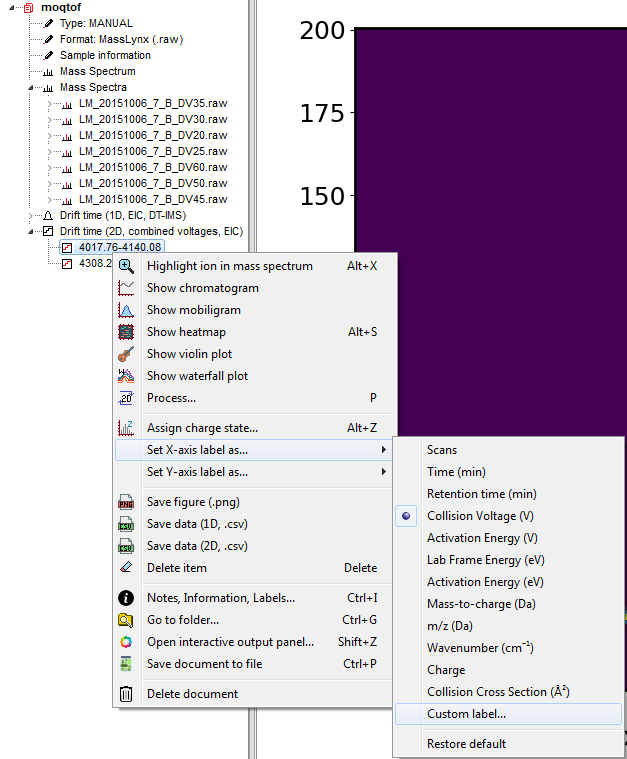 moqtof
Type: MANUAL
Format: MassLynx (.raw)
Sample information
Mass Spectrum
Mass Spectra
LM_20151006_7_B_DV35.raw
LM_20151006_7_B_DV30.raw
LM_20151006_7_B_DV20.raw
LM_20151006_7_B_DV25.raw
LM_20151006_7_B_DV60.raw
LM_20151006_7_B_DV50.raw
LM_20151006_7_B_DV45.raw
Drift time (1D, EIC, DT-IMS)
Drift time (2D, combined voltages, EIC)
4017.76-4140.08
4308.2
200
175
150
Highlight ion in mass spectrum Alt+X
Show chromatogram
Show mobiligram
Show heatmap Alt+S
Show violin plot
Show waterfall plot
Process... P
Assign charge state... Alt+Z
Set X-axis label as...
Set Y-axis label as...
Save figure (.png)
Save data (1D, .csv)
Save data (2D, .csv)
Delete item Delete
Notes, Information, Labels... Ctrl+I
Go to folder... Ctrl+G
Open interactive output panel... Shift+Z
Save document to file Ctrl+P
Delete document
Scans
Time (min)
Retention time (min)
Collision Voltage (V)
Activation Energy (V)
Lab Frame Energy (eV)
Activation Energy (eV)
Mass-to-charge (Da)
m/z (Da)
Wavenumber (cm⁻¹)
Charge
Collision Cross Section (Å²)
Custom label...
Restore default